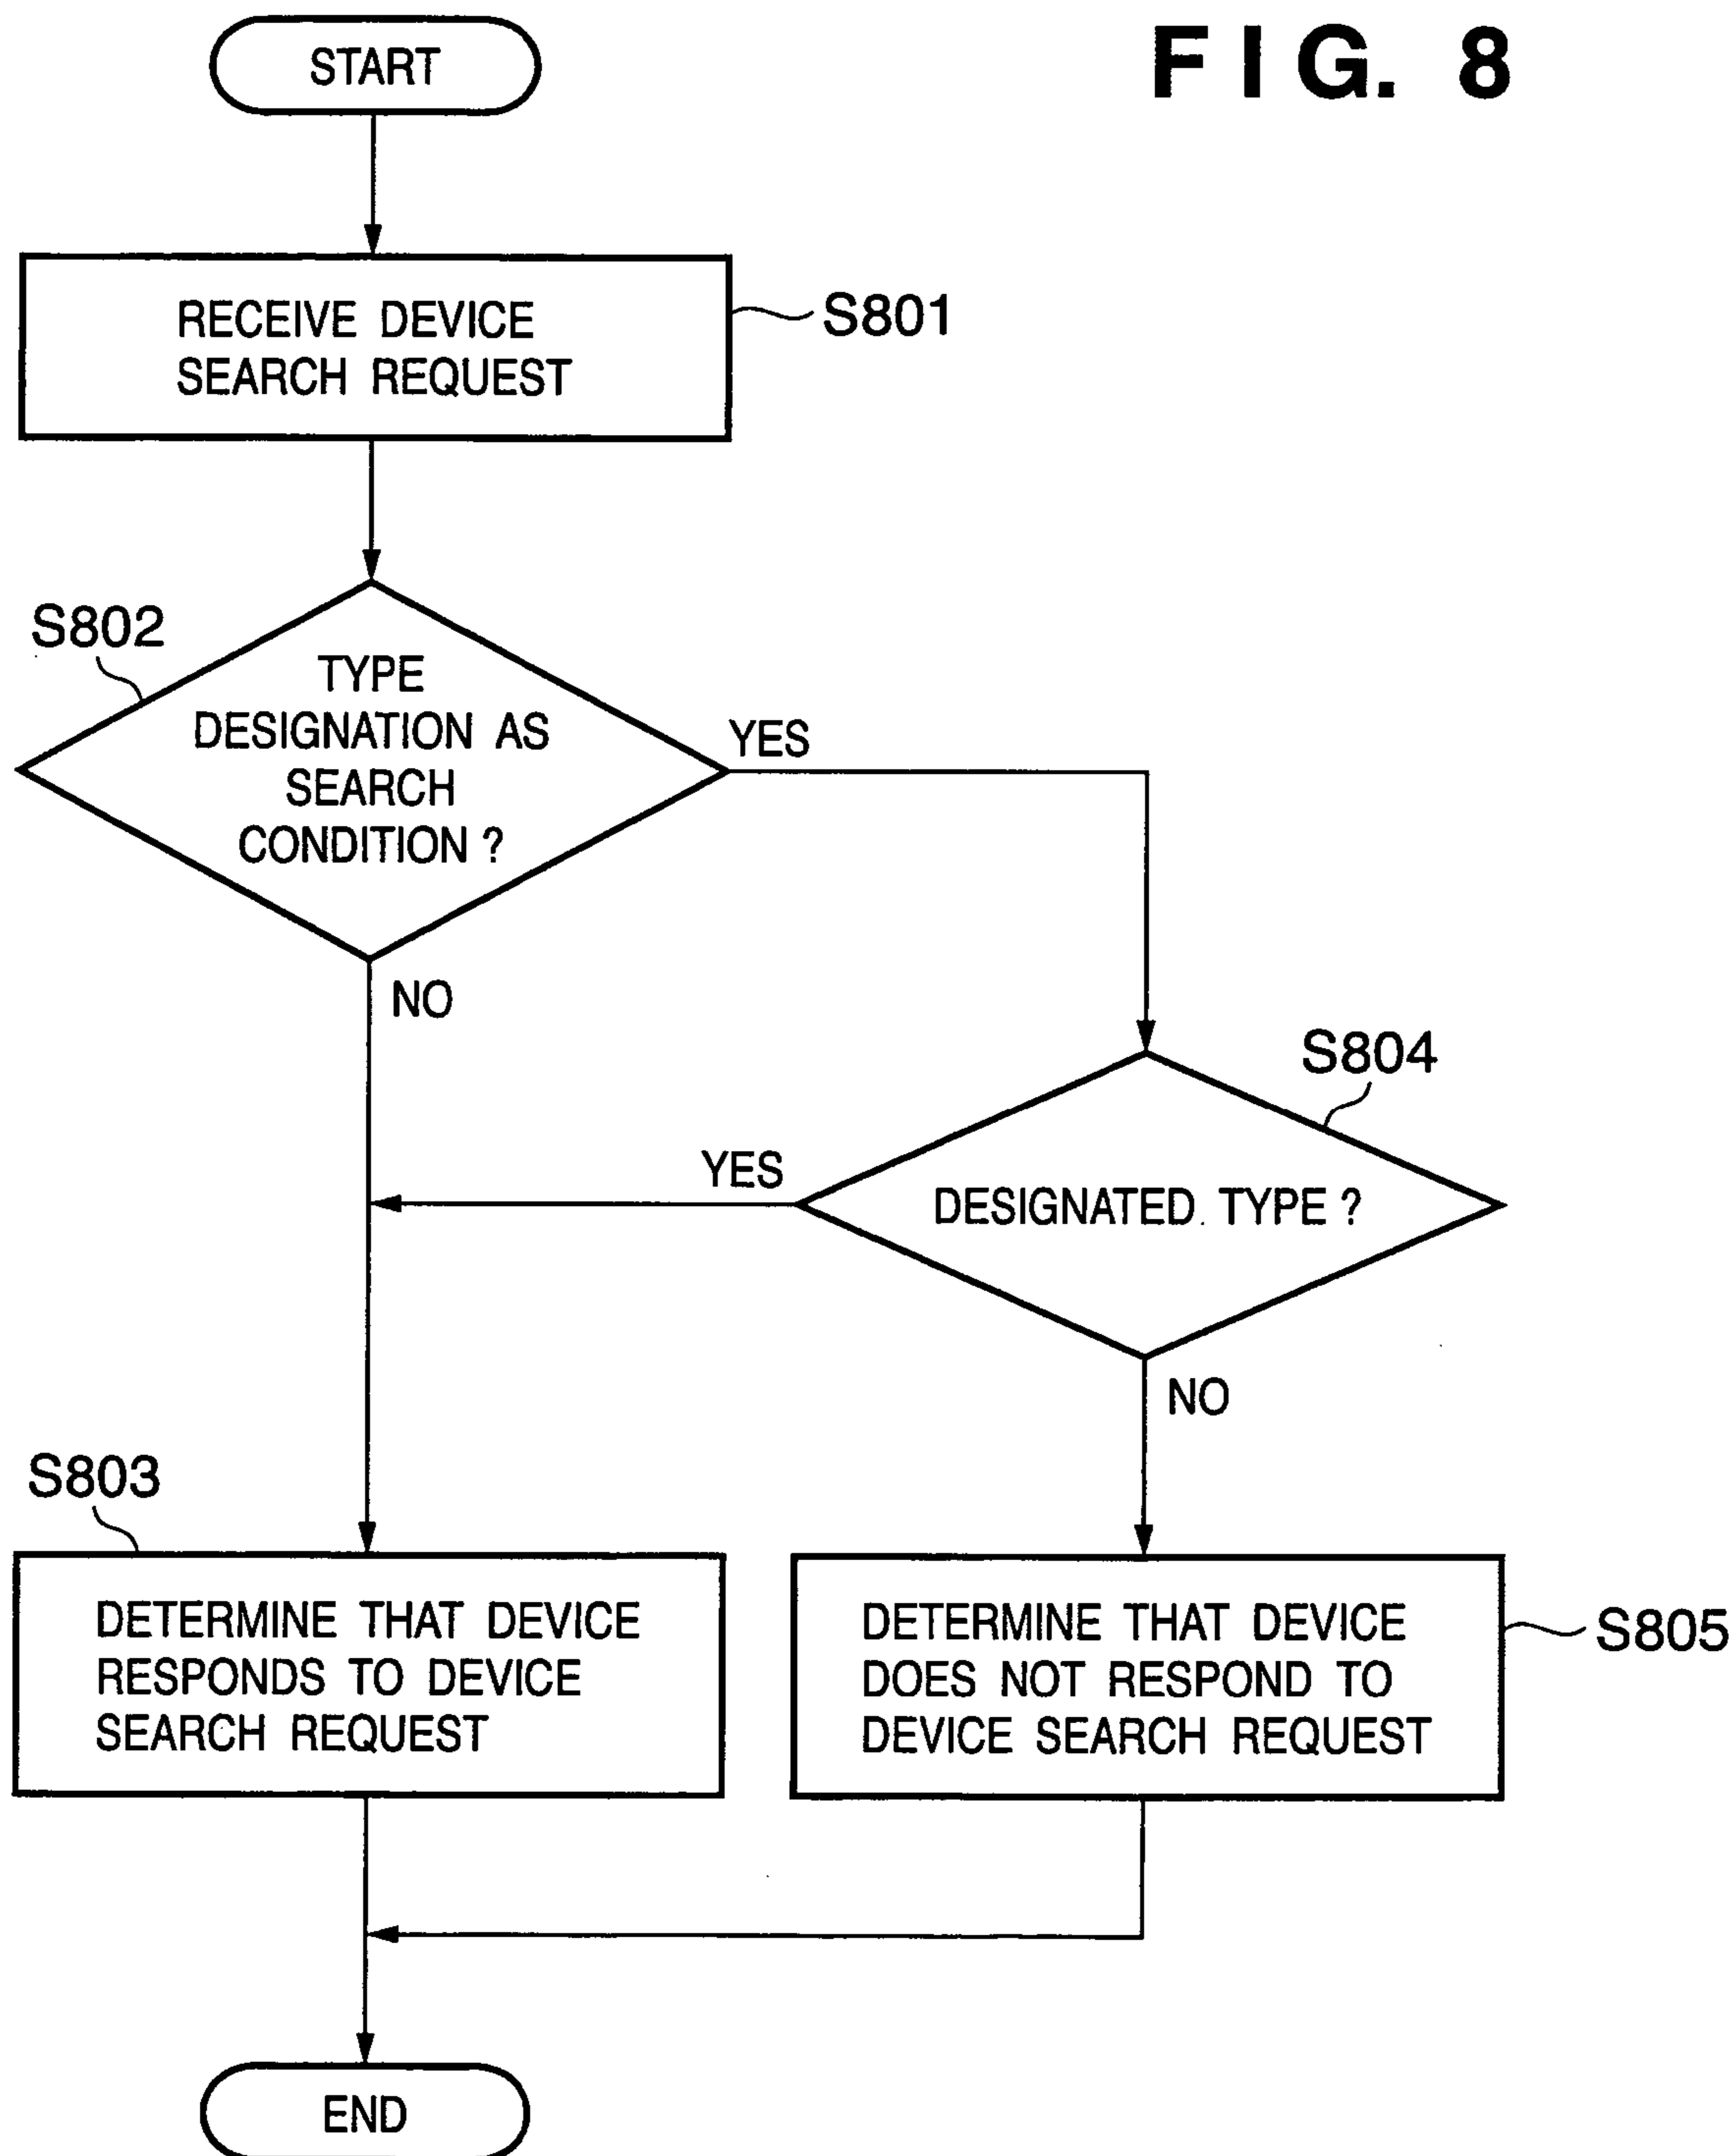 FIG. 8
START
RECEIVE DEVICE
SEARCH REQUEST
S801
S802
TYPE
DESIGNATION AS
SEARCH
CONDITION ?
YES
NO
S804
DESIGNATED TYPE ?
YES
NO
S803
DETERMINE THAT DEVICE
RESPONDS TO DEVICE
SEARCH REQUEST
DETERMINE THAT DEVICE
DOES NOT RESPOND TO
DEVICE SEARCH REQUEST
S805
END